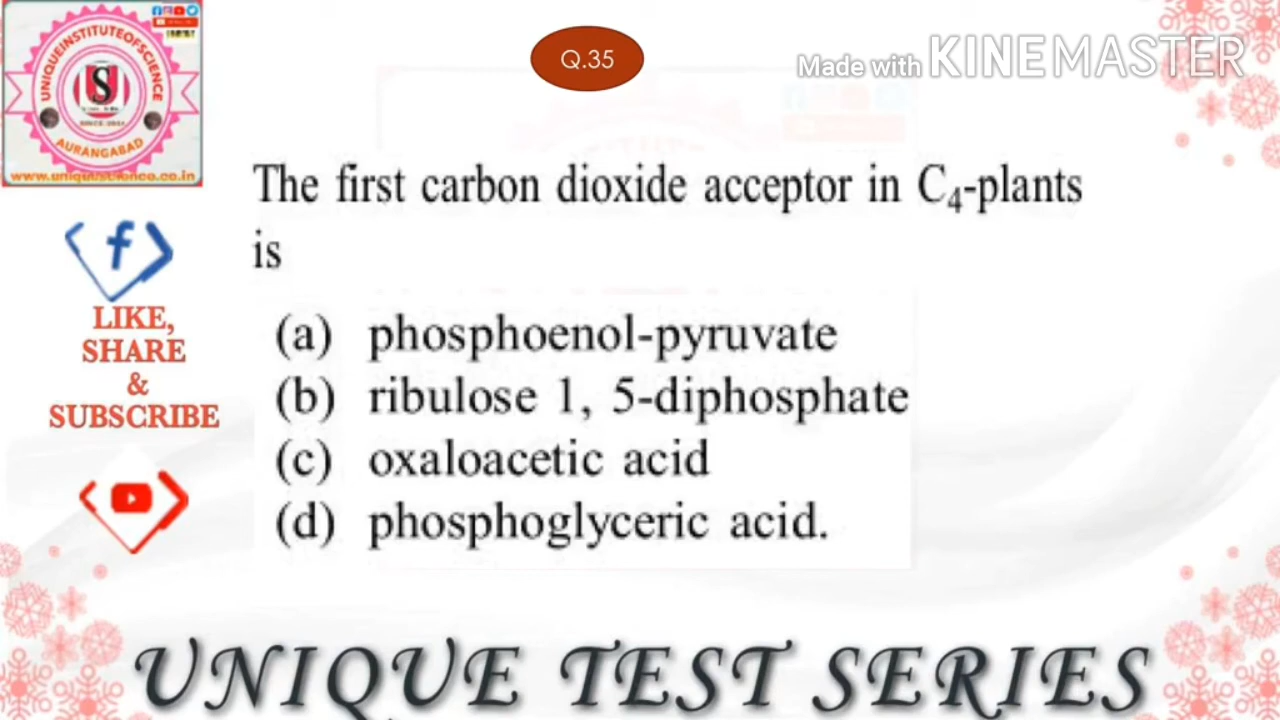 Q.35
Made with KINEMASTER
UNIQUEINSTITUTEOFSCIENCE
S
AURANGABAD
The first carbon dioxide acceptor in C₄-plants
is
(a) phosphoenol-pyruvate
(b) ribulose 1, 5-diphosphate
(c) oxaloacetic acid
(d) phosphoglyceric acid.
f
LIKE,
SHARE
&
SUBSCRIBE
UNIQUE TEST SERIES